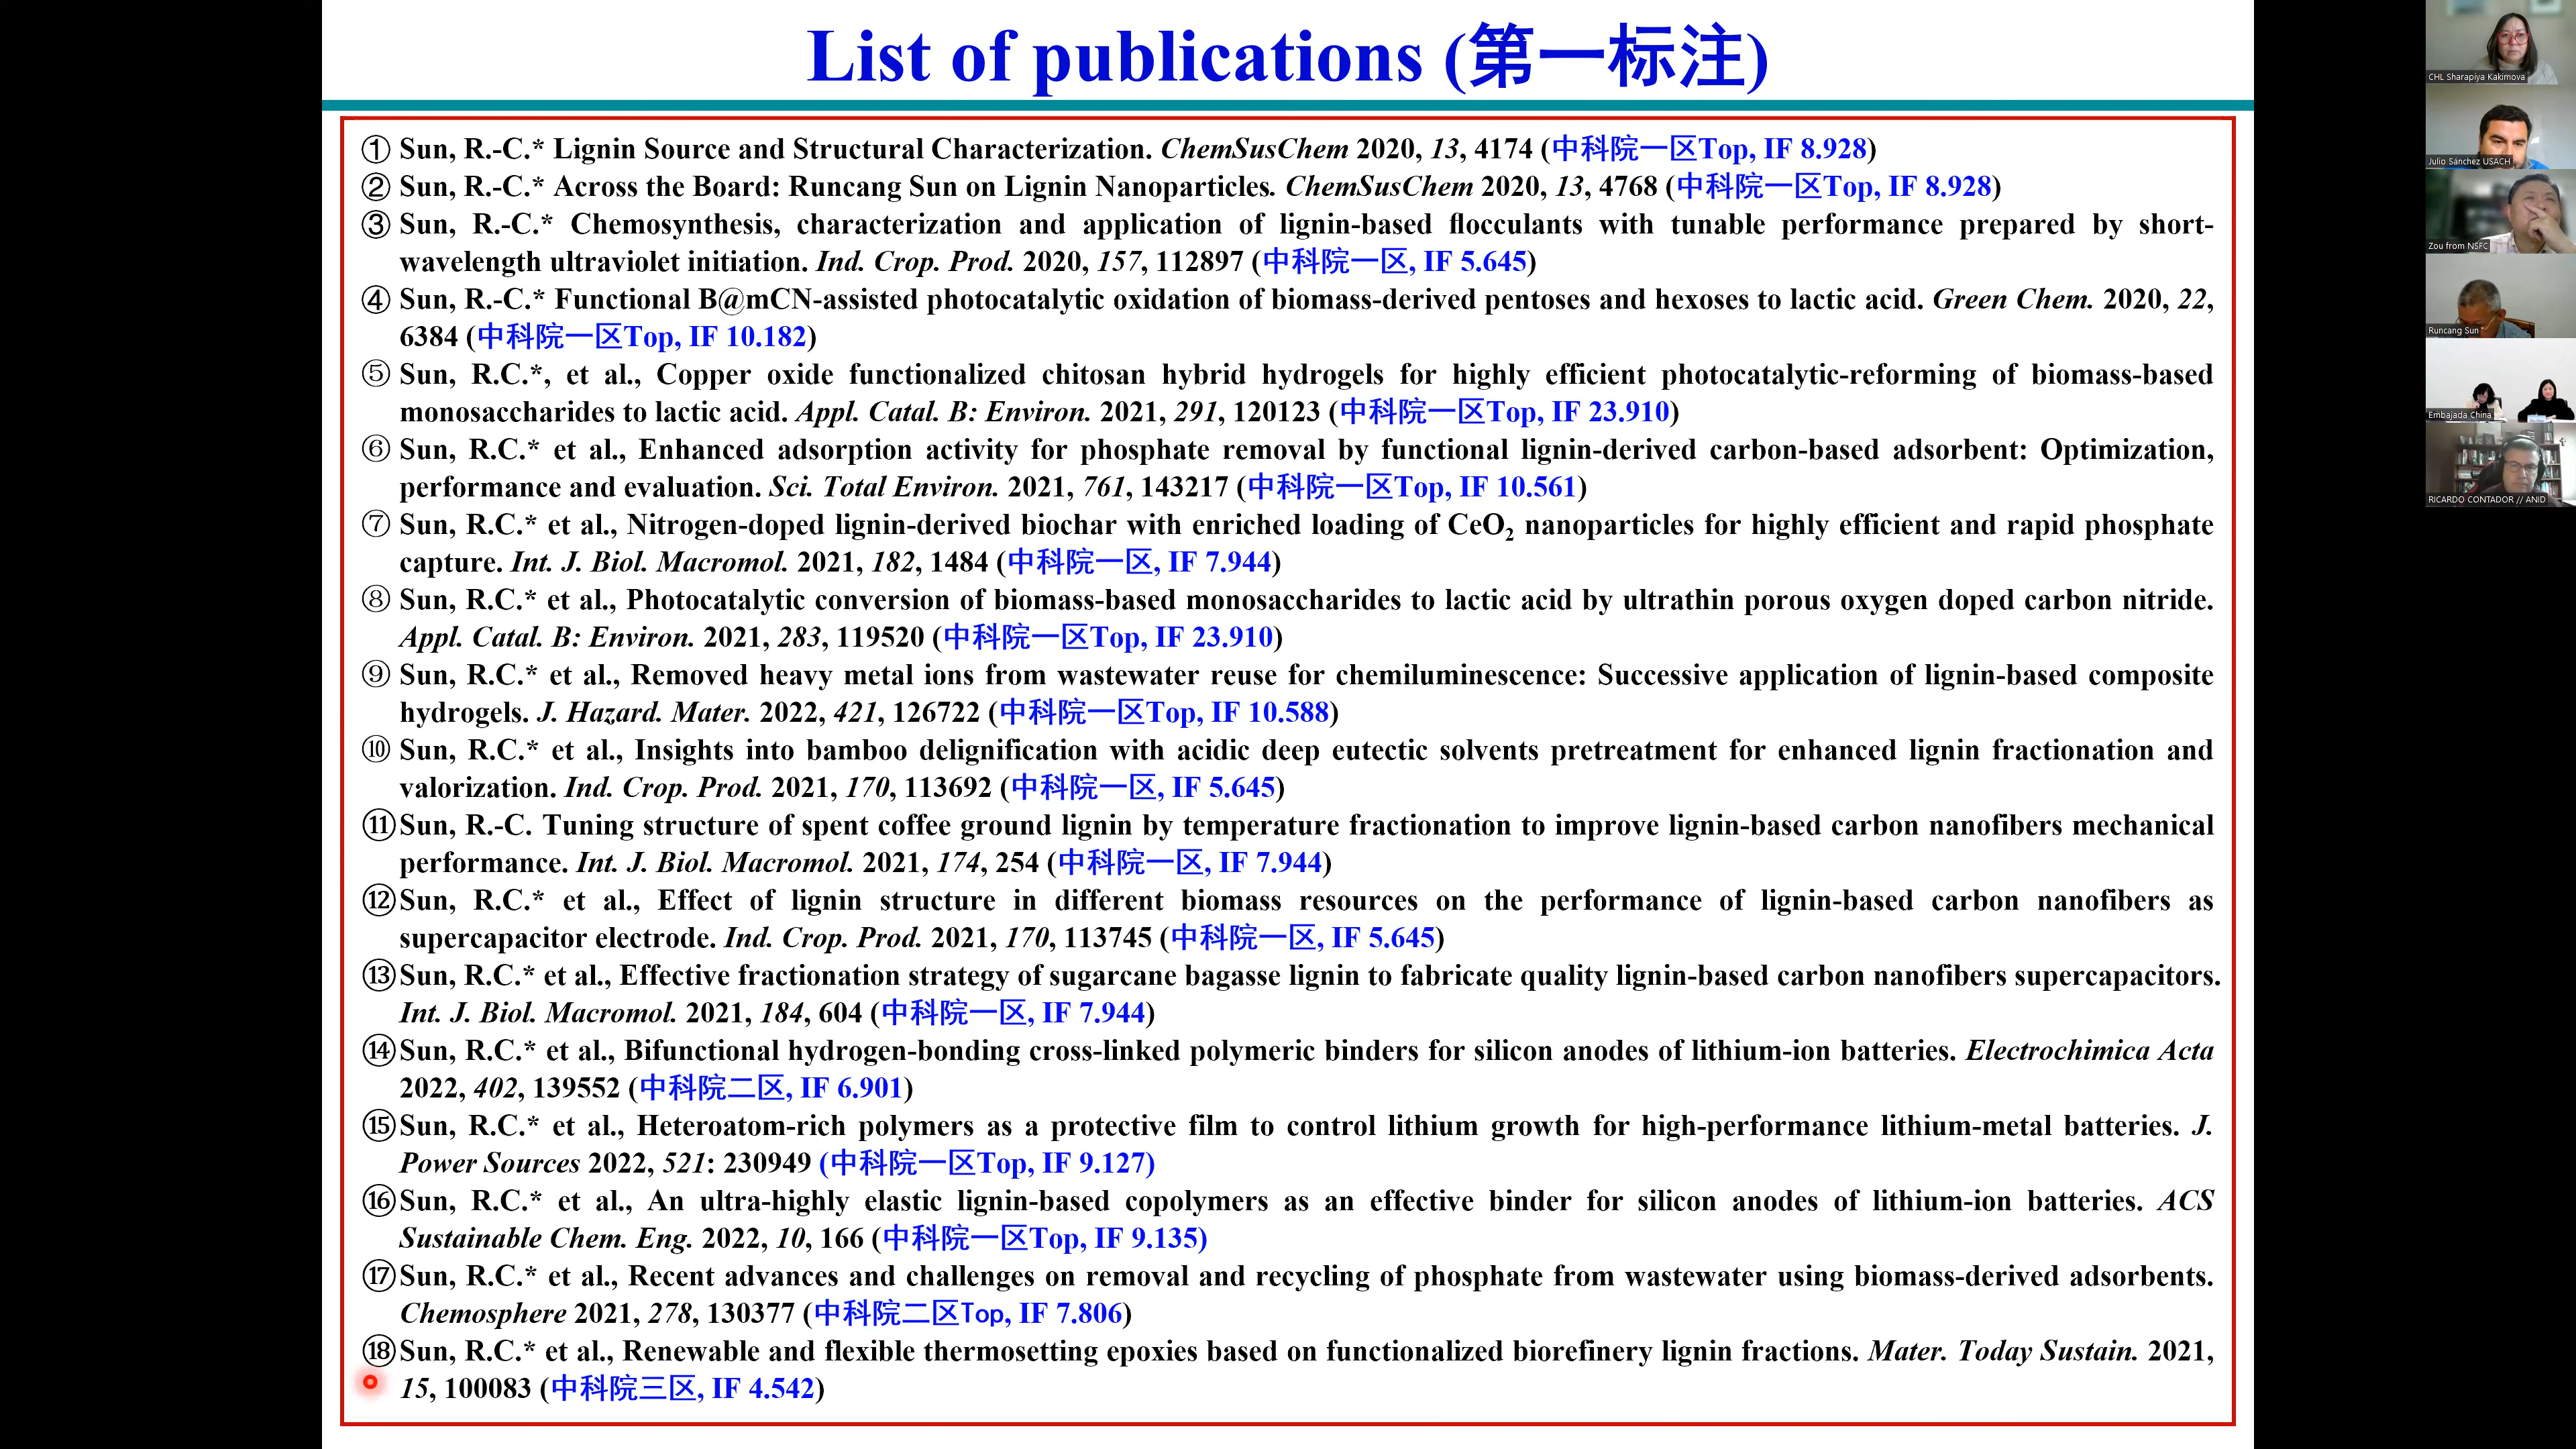 List of publications (第一标注)
① Sun, R.-C.* Lignin Source and Structural Characterization. ChemSusChem 2020, 13, 4174 (中科院一区Top, IF 8.928)
② Sun, R.-C.* Across the Board: Runcang Sun on Lignin Nanoparticles. ChemSusChem 2020, 13, 4768 (中科院一区Top, IF 8.928)
③ Sun, R.-C.* Chemosynthesis, characterization and application of lignin-based flocculants with tunable performance prepared by short-
wavelength ultraviolet initiation. Ind. Crop. Prod. 2020, 157, 112897 (中科院一区, IF 5.645)
④ Sun, R.-C.* Functional B@mCN-assisted photocatalytic oxidation of biomass-derived pentoses and hexoses to lactic acid. Green Chem. 2020, 22,
6384 (中科院一区Top, IF 10.182)
⑤ Sun, R.C.*, et al., Copper oxide functionalized chitosan hybrid hydrogels for highly efficient photocatalytic-reforming of biomass-based
monosaccharides to lactic acid. Appl. Catal. B: Environ. 2021, 291, 120123 (中科院一区Top, IF 23.910)
⑥ Sun, R.C.* et al., Enhanced adsorption activity for phosphate removal by functional lignin-derived carbon-based adsorbent: Optimization,
performance and evaluation. Sci. Total Environ. 2021, 761, 143217 (中科院一区Top, IF 10.561)
⑦ Sun, R.C.* et al., Nitrogen-doped lignin-derived biochar with enriched loading of CeO₂ nanoparticles for highly efficient and rapid phosphate
capture. Int. J. Biol. Macromol. 2021, 182, 1484 (中科院一区, IF 7.944)
⑧ Sun, R.C.* et al., Photocatalytic conversion of biomass-based monosaccharides to lactic acid by ultrathin porous oxygen doped carbon nitride.
Appl. Catal. B: Environ. 2021, 283, 119520 (中科院一区Top, IF 23.910)
⑨ Sun, R.C.* et al., Removed heavy metal ions from wastewater reuse for chemiluminescence: Successive application of lignin-based composite
hydrogels. J. Hazard. Mater. 2022, 421, 126722 (中科院一区Top, IF 10.588)
⑩ Sun, R.C.* et al., Insights into bamboo delignification with acidic deep eutectic solvents pretreatment for enhanced lignin fractionation and
valorization. Ind. Crop. Prod. 2021, 170, 113692 (中科院一区, IF 5.645)
⑪ Sun, R.-C. Tuning structure of spent coffee ground lignin by temperature fractionation to improve lignin-based carbon nanofibers mechanical
performance. Int. J. Biol. Macromol. 2021, 174, 254 (中科院一区, IF 7.944)
⑫ Sun, R.C.* et al., Effect of lignin structure in different biomass resources on the performance of lignin-based carbon nanofibers as
supercapacitor electrode. Ind. Crop. Prod. 2021, 170, 113745 (中科院一区, IF 5.645)
⑬ Sun, R.C.* et al., Effective fractionation strategy of sugarcane bagasse lignin to fabricate quality lignin-based carbon nanofibers supercapacitors.
Int. J. Biol. Macromol. 2021, 184, 604 (中科院一区, IF 7.944)
⑭ Sun, R.C.* et al., Bifunctional hydrogen-bonding cross-linked polymeric binders for silicon anodes of lithium-ion batteries. Electrochimica Acta
2022, 402, 139552 (中科院二区, IF 6.901)
⑮ Sun, R.C.* et al., Heteroatom-rich polymers as a protective film to control lithium growth for high-performance lithium-metal batteries. J.
Power Sources 2022, 521: 230949 (中科院一区Top, IF 9.127)
⑯ Sun, R.C.* et al., An ultra-highly elastic lignin-based copolymers as an effective binder for silicon anodes of lithium-ion batteries. ACS
Sustainable Chem. Eng. 2022, 10, 166 (中科院一区Top, IF 9.135)
⑰ Sun, R.C.* et al., Recent advances and challenges on removal and recycling of phosphate from wastewater using biomass-derived adsorbents.
Chemosphere 2021, 278, 130377 (中科院二区Top, IF 7.806)
⑱ Sun, R.C.* et al., Renewable and flexible thermosetting epoxies based on functionalized biorefinery lignin fractions. Mater. Today Sustain. 2021,
15, 100083 (中科院三区, IF 4.542)
CHL Sharapiya Kakimova
Julio Sánchez USACH
Zou from NSFC
Runcang Sun
Embajada China
RICARDO CONTADOR // ANID